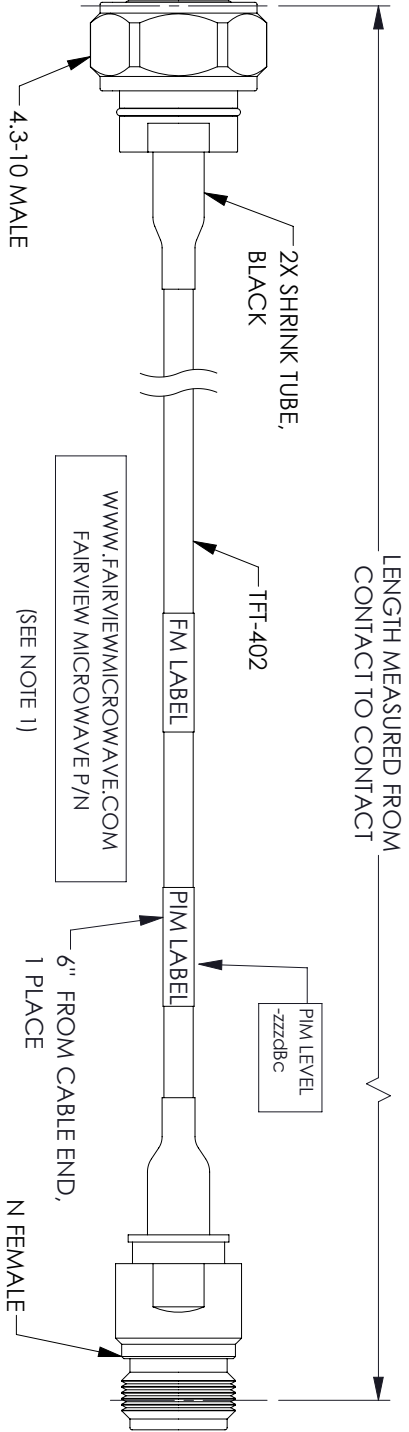 LENGTH MEASURED FROM
CONTACT TO CONTACT
4.3-10 MALE
2X SHRINK TUBE,
BLACK
TFT-402
FM LABEL
PIM LABEL
PIM LEVEL
-zzzdBc
WWW.FAIRVIEWMICROWAVE.COM
FAIRVIEW MICROWAVE P/N
(SEE NOTE 1)
6" FROM CABLE END,
1 PLACE
N FEMALE